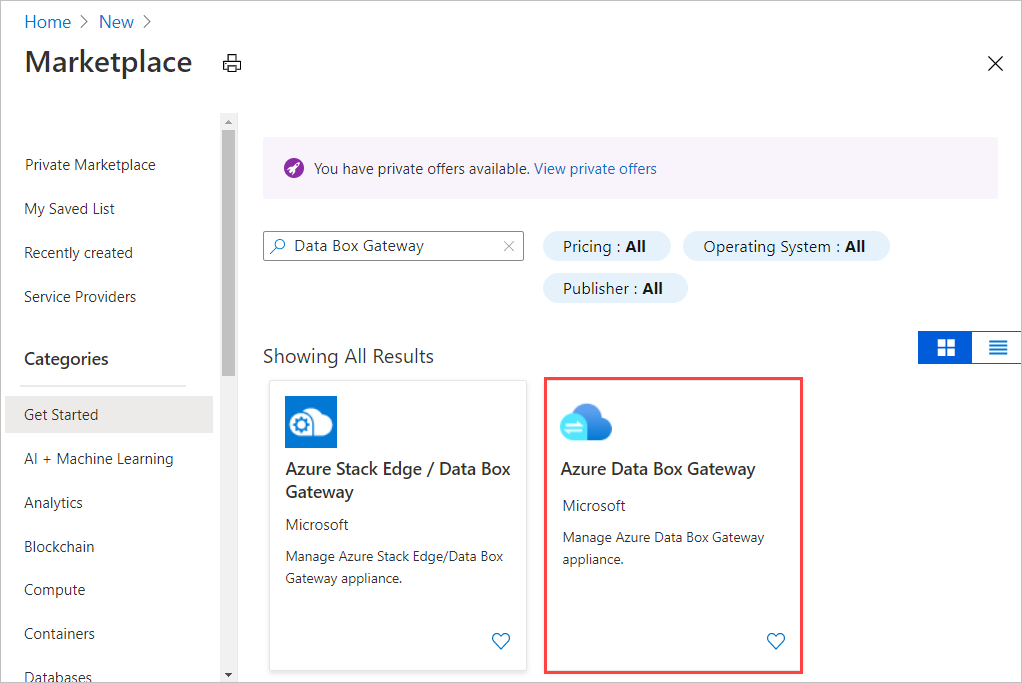 Home > New >
Marketplace
Private Marketplace
My Saved List
Recently created
Service Providers
Categories
Get Started
AI + Machine Learning
Analytics
Blockchain
Compute
Containers
Databases
You have private offers available. View private offers
Data Box Gateway
Pricing : All
Operating System : All
Publisher : All
Showing All Results
Azure Stack Edge / Data Box
Gateway
Microsoft
Manage Azure Stack Edge/Data Box
Gateway appliance.
Azure Data Box Gateway
Microsoft
Manage Azure Data Box Gateway
appliance.